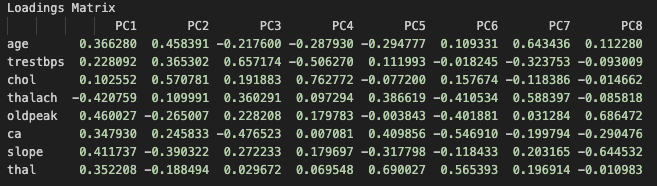 Loadings Matrix
PC1 PC2 PC3 PC4 PC5 PC6 PC7 PC8
age 0.366280 0.458391 -0.217600 -0.287930 -0.294777 0.109331 0.643436 0.112280
trestbps 0.228092 0.365302 0.657174 -0.506270 0.111993 -0.018245 -0.323753 -0.093009
chol 0.102552 0.570781 0.191883 0.762772 -0.077200 0.157674 -0.118386 -0.014662
thalach -0.420759 0.109991 0.360291 0.097294 0.386619 -0.410534 0.588397 -0.085818
oldpeak 0.460027 -0.265007 0.228208 0.179783 -0.003843 -0.401881 0.031284 0.686472
ca 0.347930 0.245833 -0.476523 0.007081 0.409856 -0.546910 -0.199794 -0.290476
slope 0.411737 -0.390322 0.272233 0.179697 -0.317798 -0.118433 0.203165 -0.644532
thal 0.352208 -0.188494 0.029672 0.069548 0.690027 0.565393 0.196914 -0.010983